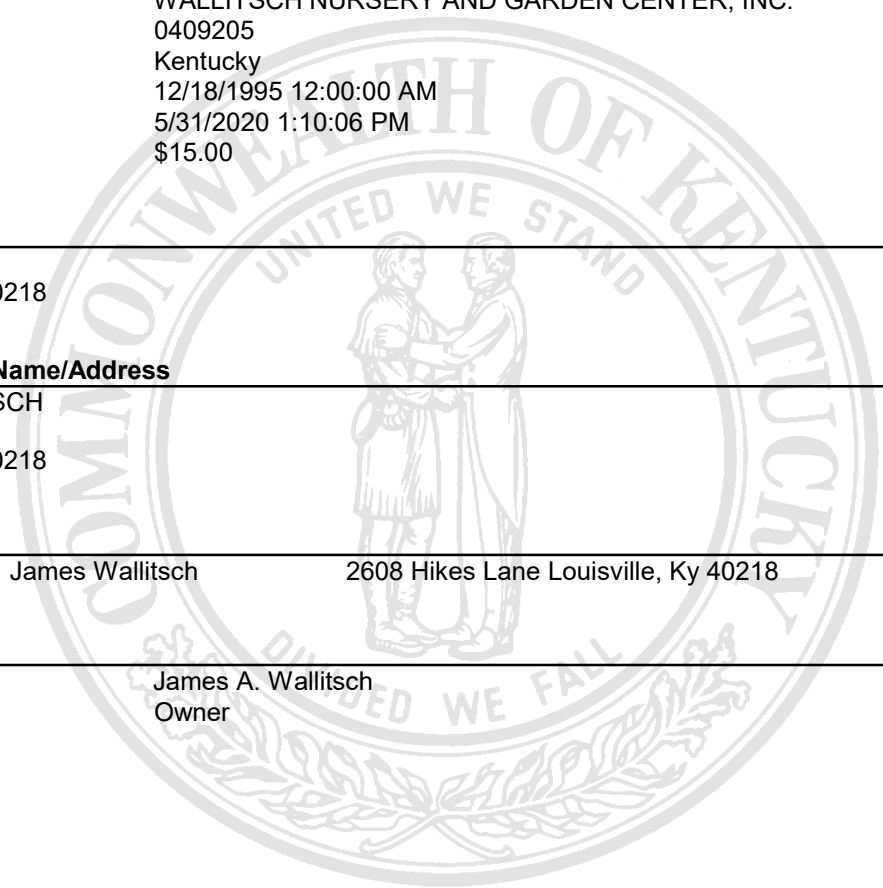 WALLITSCH NURSERY AND GARDEN CENTER, INC.
0409205
Kentucky
12/18/1995 12:00:00 AM
5/31/2020 1:10:06 PM
$15.00
COMMONWEALTH OF KENTUCKY
UNITED WE STAND
0218
Name/Address
SCH
0218
James Wallitsch 2608 Hikes Lane Louisville, Ky 40218
DIVIDED WE FALL
James A. Wallitsch
Owner